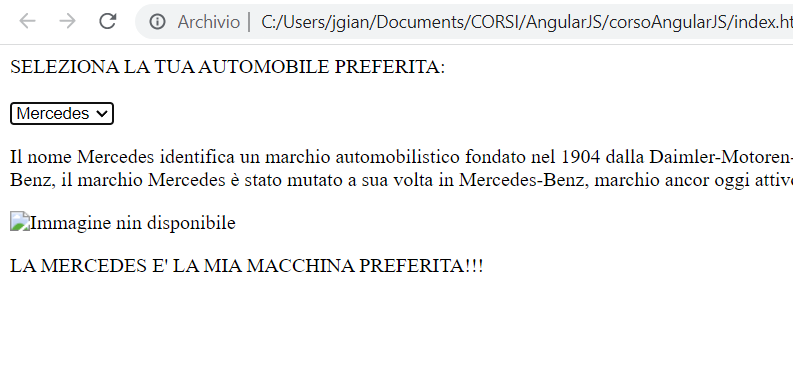 Archivio | C:/Users/jgian/Documents/CORSI/AngularJS/corsoAngularJS/index.ht
SELEZIONA LA TUA AUTOMOBILE PREFERITA:
Mercedes
Il nome Mercedes identifica un marchio automobilistico fondato nel 1904 dalla Daimler-Motoren-
Benz, il marchio Mercedes è stato mutato a sua volta in Mercedes-Benz, marchio ancor oggi attivo
Immagine nin disponibile
LA MERCEDES E' LA MIA MACCHINA PREFERITA!!!